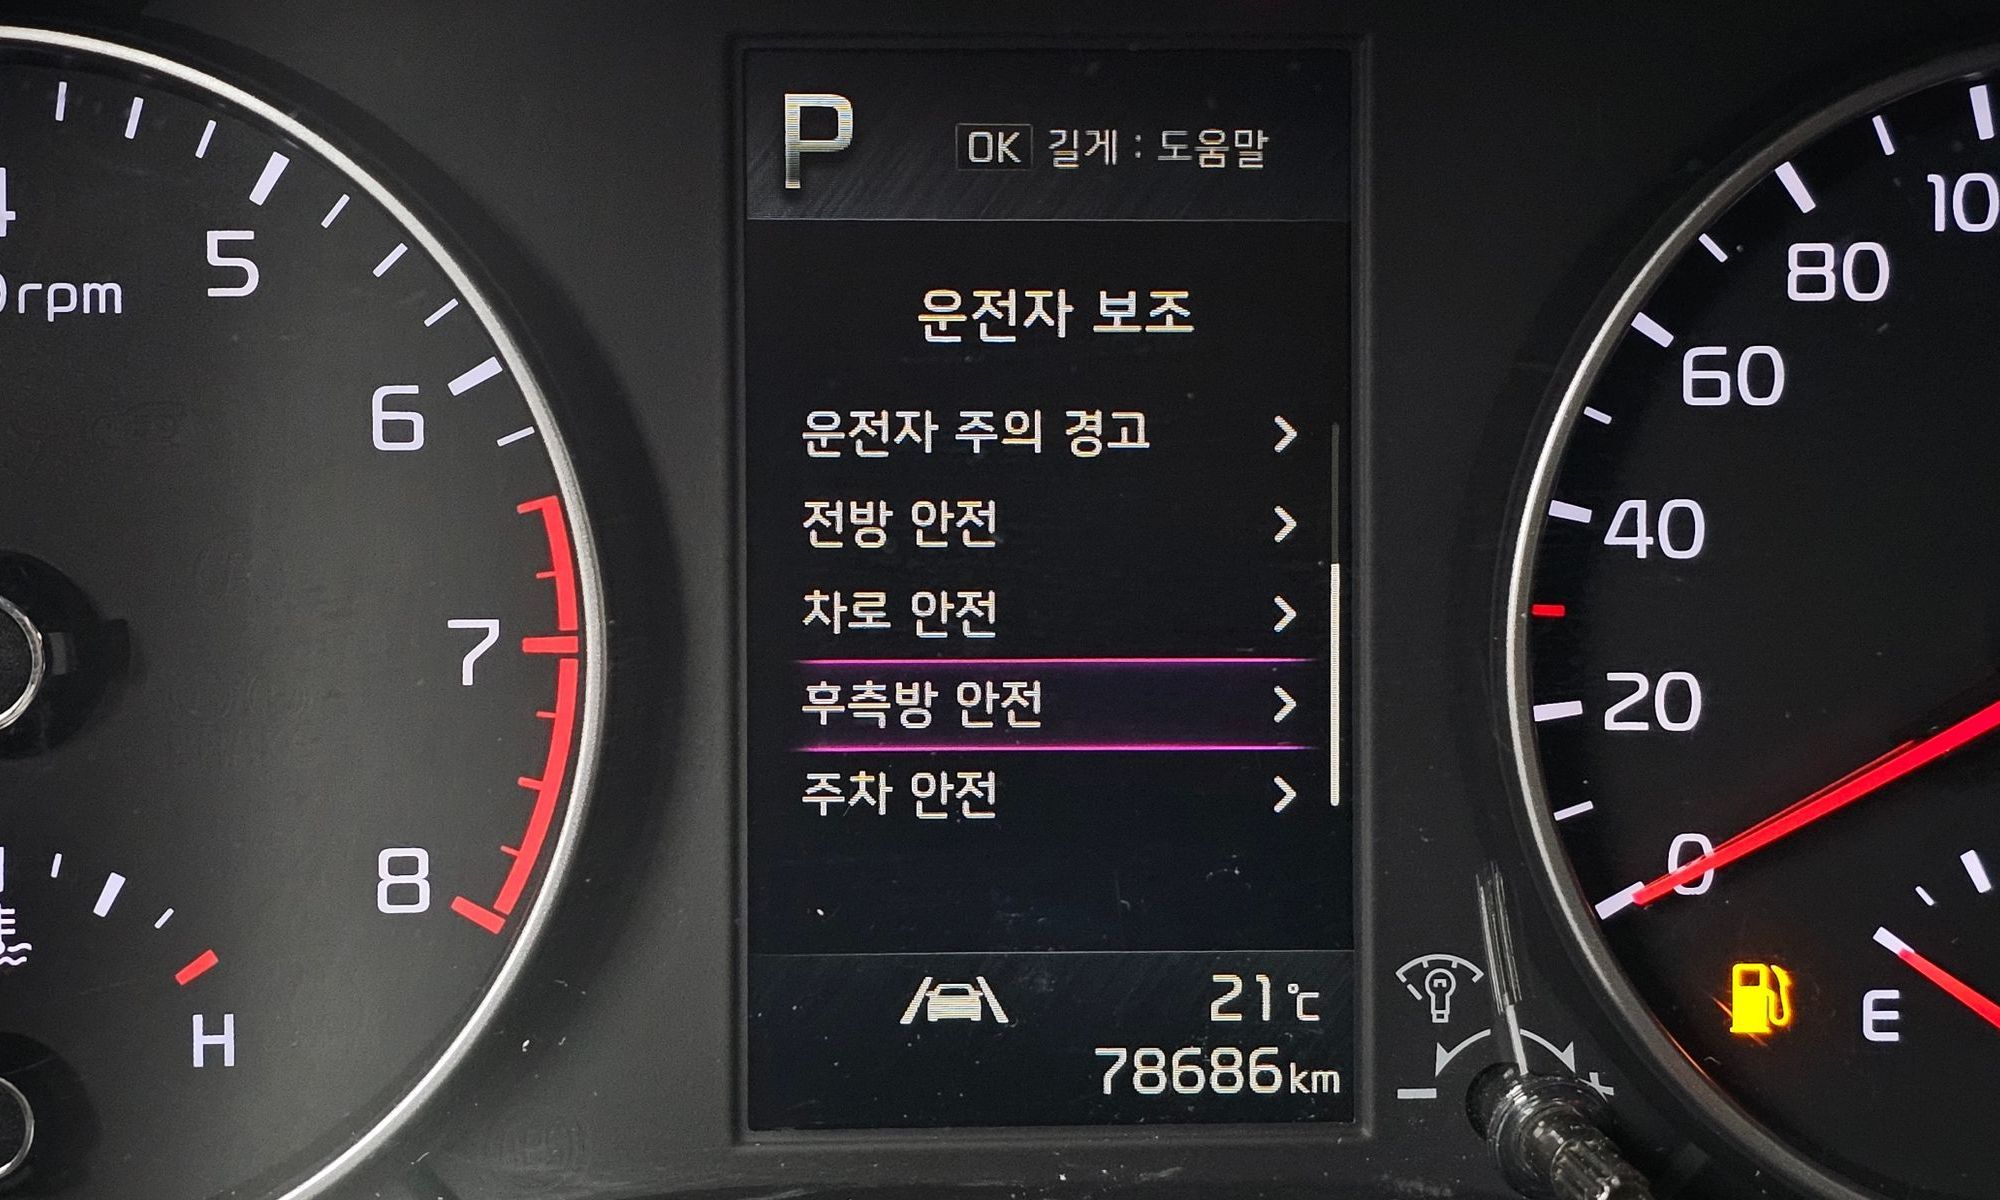 P
OK 길게 : 도움말
운전자 보조
운전자 주의 경고
전방 안전
차로 안전
후측방 안전
주차 안전
21℃
78686km
5
rpm
6
7
8
H
10
80
60
40
20
0
E
- +